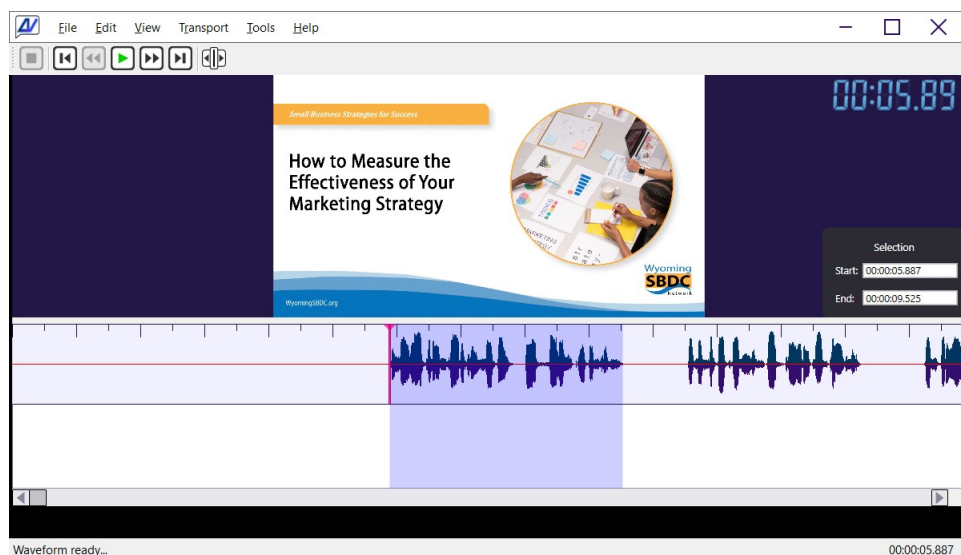 File Edit View Transport Tools Help
00:05.89
Small Business Strategies for Success
How to Measure the
Effectiveness of Your
Marketing Strategy
Wyoming
SBDC
Network
WyomingSBDC.org
Selection
Start: 00:00:05.887
End: 00:00:09.525
Waveform ready...
00:00:05.887